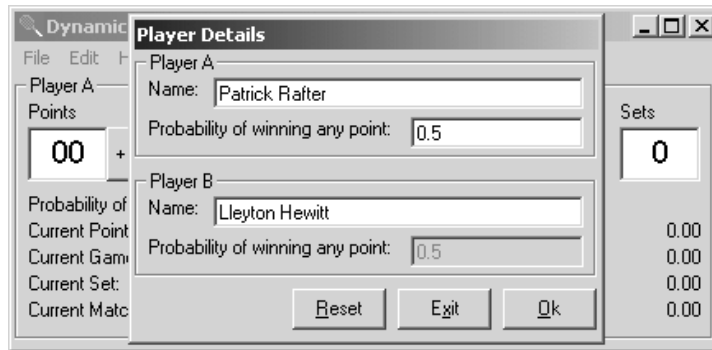 Dynamic
Player Details
File Edit H
Player A
Points
Sets
00 +
0
Probability of
Current Point
0.00
Current Game
0.00
Current Set:
0.00
Current Matc
0.00
Player A
Name: Patrick Rafter
Probability of winning any point: 0.5
Player B
Name: Lleyton Hewitt
Probability of winning any point: 0.5
Reset Exit Ok